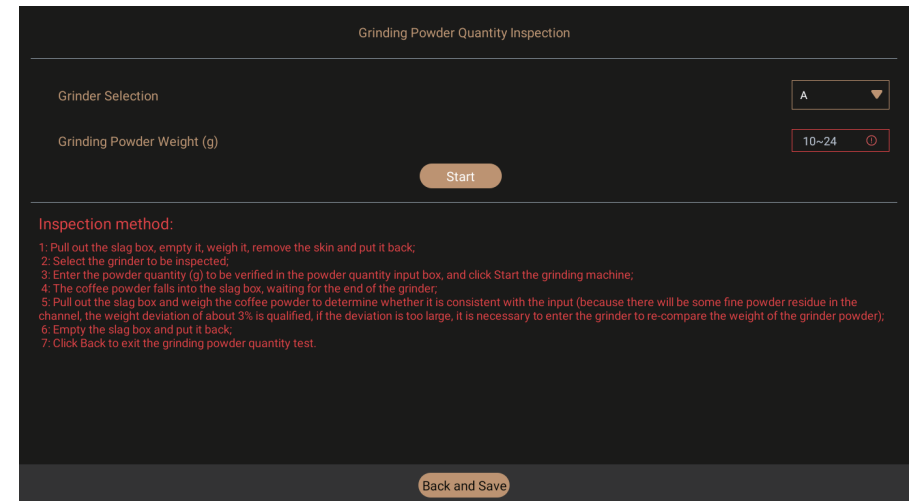 Grinding Powder Quantity Inspection
Grinder Selection
A
Grinding Powder Weight (g)
10~24
Start
Inspection method:
1: Pull out the slag box, empty it, weigh it, remove the skin and put it back;
2: Select the grinder to be inspected;
3: Enter the powder quantity (g) to be verified in the powder quantity input box, and click Start the grinding machine;
4: The coffee powder falls into the slag box, waiting for the end of the grinder;
5: Pull out the slag box and weigh the coffee powder to determine whether it is consistent with the input (because there will be some fine powder residue in the
channel, the weight deviation of about 3% is qualified, if the deviation is too large, it is necessary to enter the grinder to re-compare the weight of the grinder powder);
6: Empty the slag box and put it back;
7: Click Back to exit the grinding powder quantity test.
Back and Save